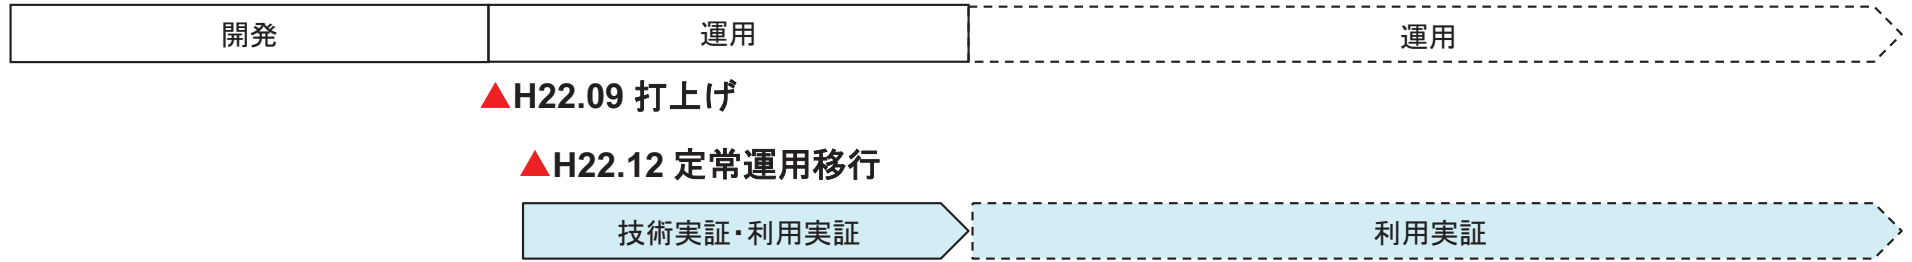 開発 運用 運用
▲H22.09 打上げ
▲H22.12 定常運用移行
技術実証・利用実証 利用実証